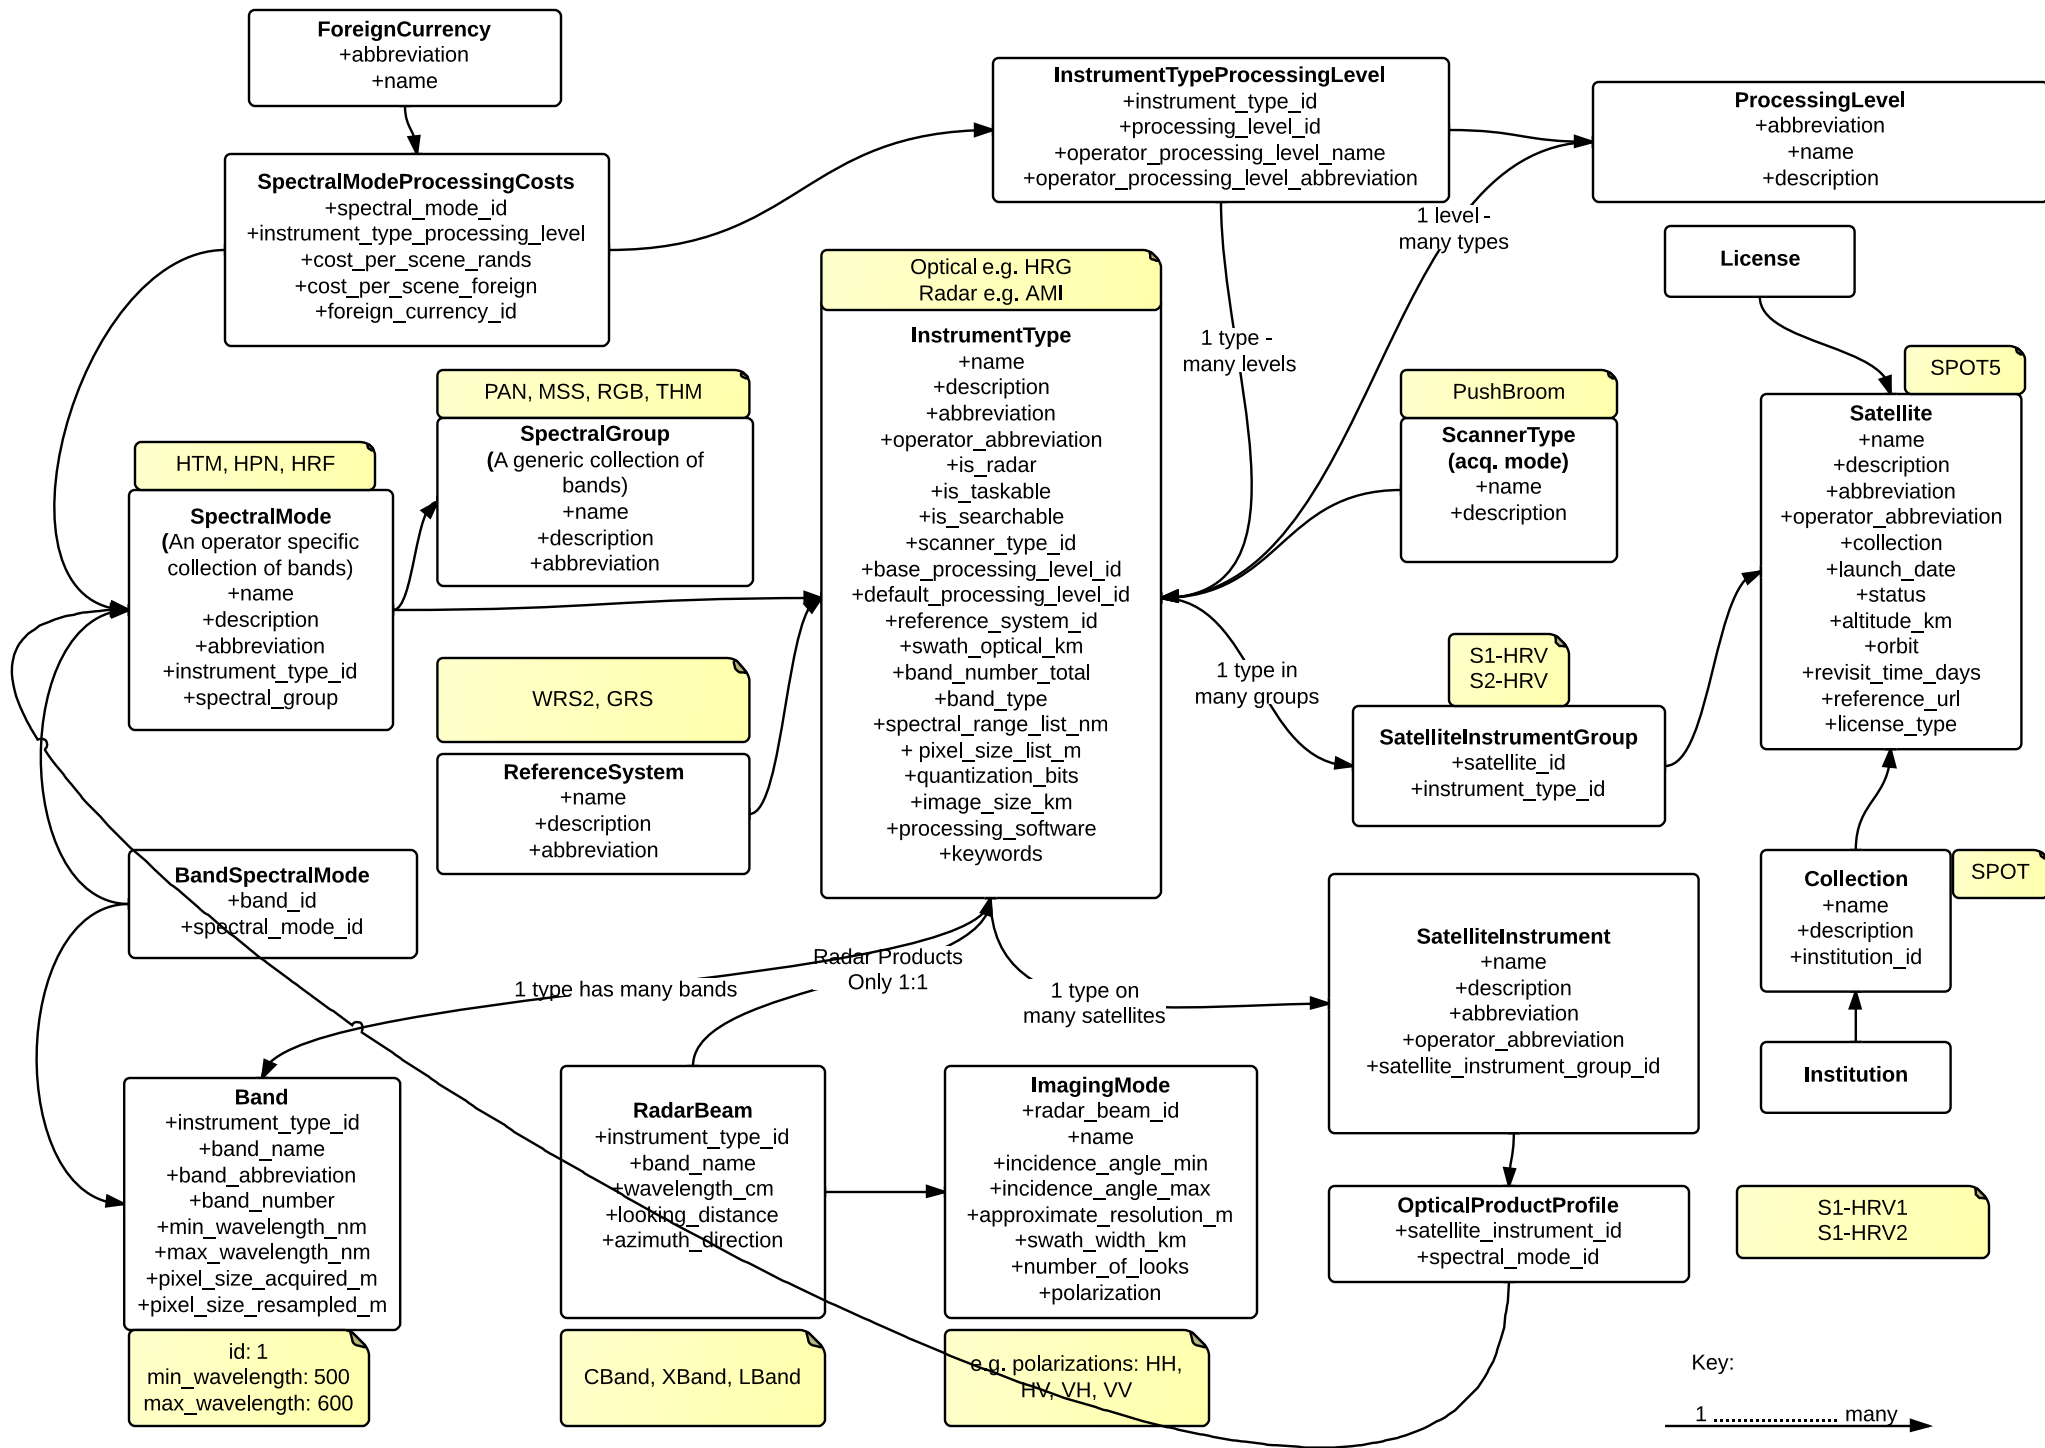 ForeignCurrency
+abbreviation
+name
SpectralModeProcessingCosts
+spectral_mode_id
+instrument_type_processing_level
+cost_per_scene_rands
+cost_per_scene_foreign
+foreign_currency_id
InstrumentTypeProcessingLevel
+instrument_type_id
+processing_level_id
+operator_processing_level_name
+operator_processing_level_abbreviation
ProcessingLevel
+abbreviation
+name
+description
1 level -
many types
License
Optical e.g. HRG
Radar e.g. AMI
InstrumentType
+name
+description
+abbreviation
+operator_abbreviation
+is_radar
+is_taskable
+is_searchable
+scanner_type_id
+base_processing_level_id
+default_processing_level_id
+reference_system_id
+swath_optical_km
+band_number_total
+band_type
+spectral_range_list_nm
+ pixel_size_list_m
+quantization_bits
+image_size_km
+processing_software
+keywords
1 type -
many levels
PAN, MSS, RGB, THM
SpectralGroup
(A generic collection of
bands)
+name
+description
+abbreviation
PushBroom
ScannerType
(acq. mode)
+name
+description
SPOT5
Satellite
+name
+description
+abbreviation
+operator_abbreviation
+collection
+launch_date
+status
+altitude_km
+orbit
+revisit_time_days
+reference_url
+license_type
HTM, HPN, HRF
SpectralMode
(An operator specific
collection of bands)
+name
+description
+abbreviation
+instrument_type_id
+spectral_group
WRS2, GRS
ReferenceSystem
+name
+description
+abbreviation
1 type in
many groups
S1-HRV
S2-HRV
SatelliteInstrumentGroup
+satellite_id
+instrument_type_id
BandSpectralMode
+band_id
+spectral_mode_id
Collection
+name
+description
+institution_id
SPOT
Radar Products
Only 1:1
1 type has many bands
1 type on
many satellites
SatelliteInstrument
+name
+description
+abbreviation
+operator_abbreviation
+satellite_instrument_group_id
Institution
Band
+instrument_type_id
+band_name
+band_abbreviation
+band_number
+min_wavelength_nm
+max_wavelength_nm
+pixel_size_acquired_m
+pixel_size_resampled_m
id: 1
min_wavelength: 500
max_wavelength: 600
RadarBeam
+instrument_type_id
+band_name
+wavelength_cm
+looking_distance
+azimuth_direction
CBand, XBand, LBand
ImagingMode
+radar_beam_id
+name
+incidence_angle_min
+incidence_angle_max
+approximate_resolution_m
+swath_width_km
+number_of_looks
+polarization
e.g. polarizations: HH,
HV, VH, VV
OpticalProductProfile
+satellite_instrument_id
+spectral_mode_id
S1-HRV1
S1-HRV2
Key:
1 ...................... many